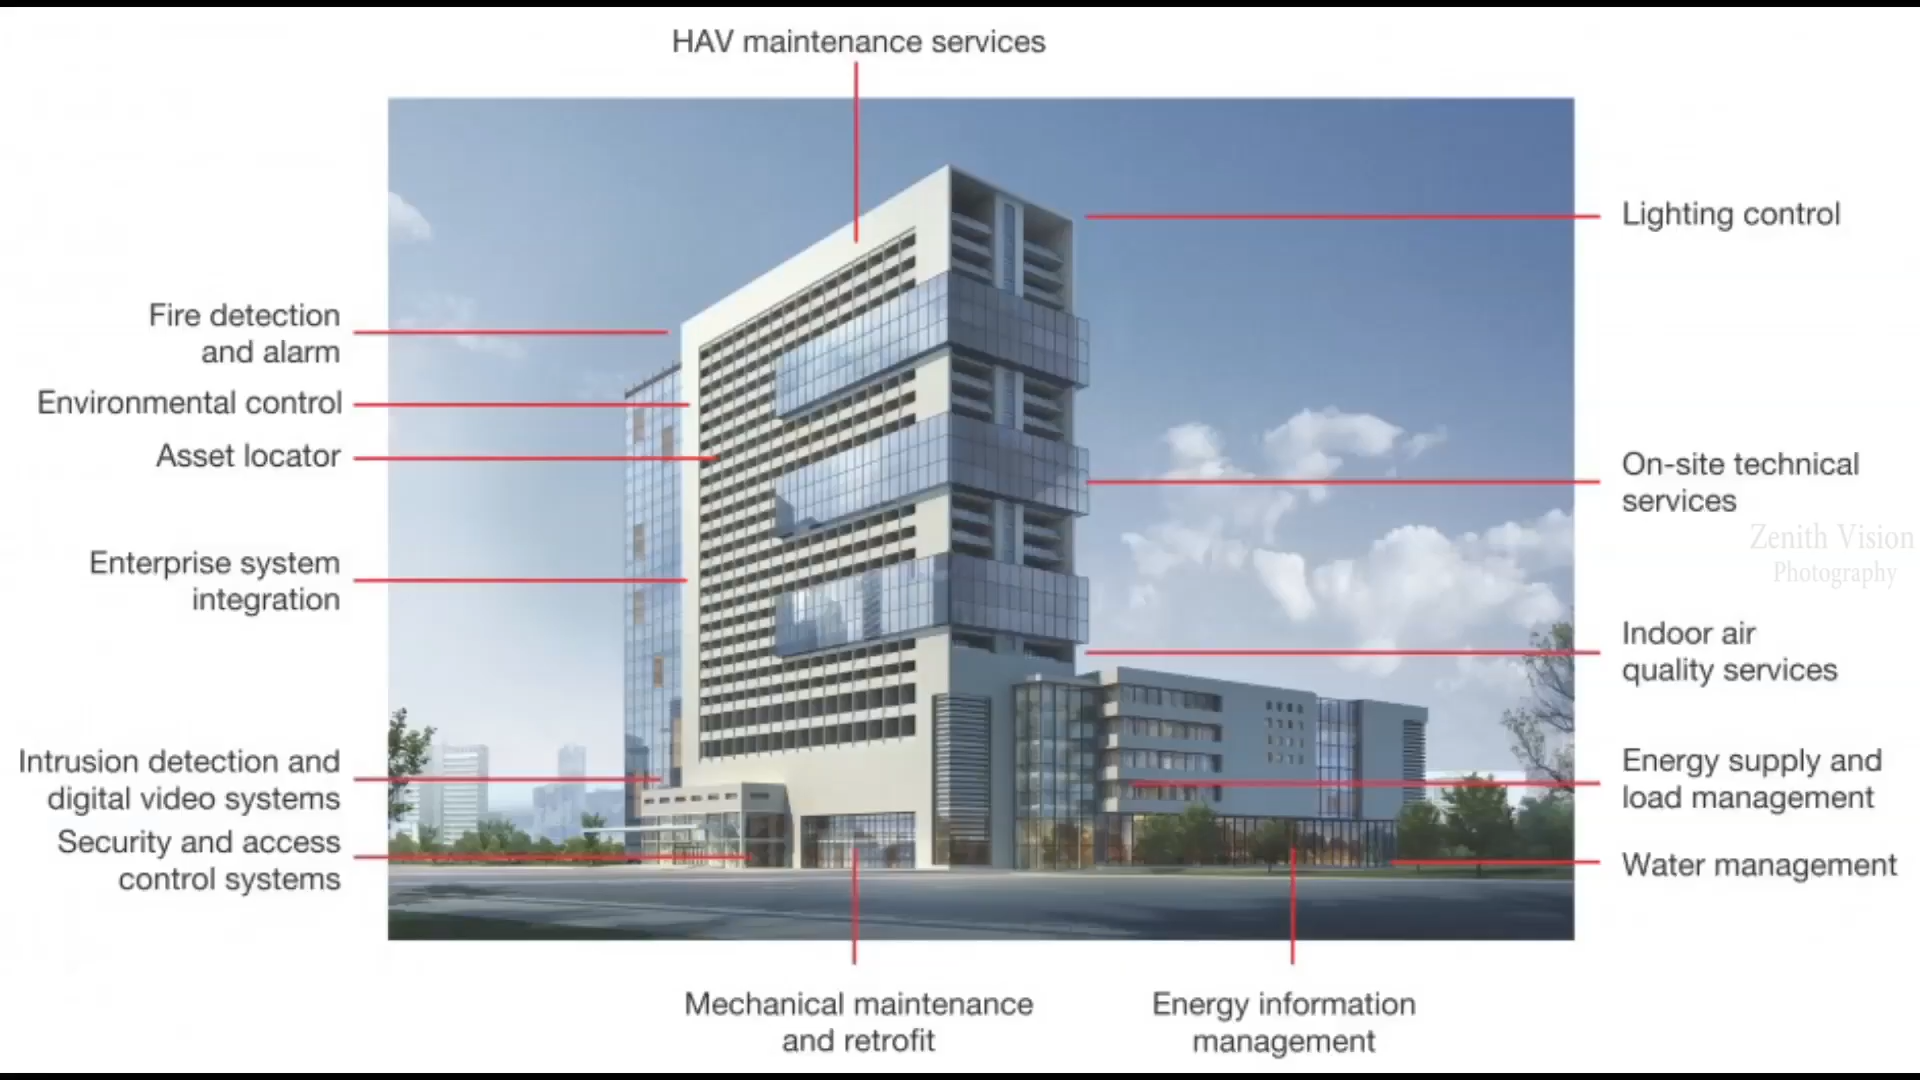 HAV maintenance services
Lighting control
Fire detection
and alarm
Environmental control
Asset locator
On-site technical
services
Zenith Vision
Photography
Enterprise system
integration
Indoor air
quality services
Intrusion detection and
digital video systems
Energy supply and
load management
Security and access
control systems
Water management
Mechanical maintenance
and retrofit
Energy information
management